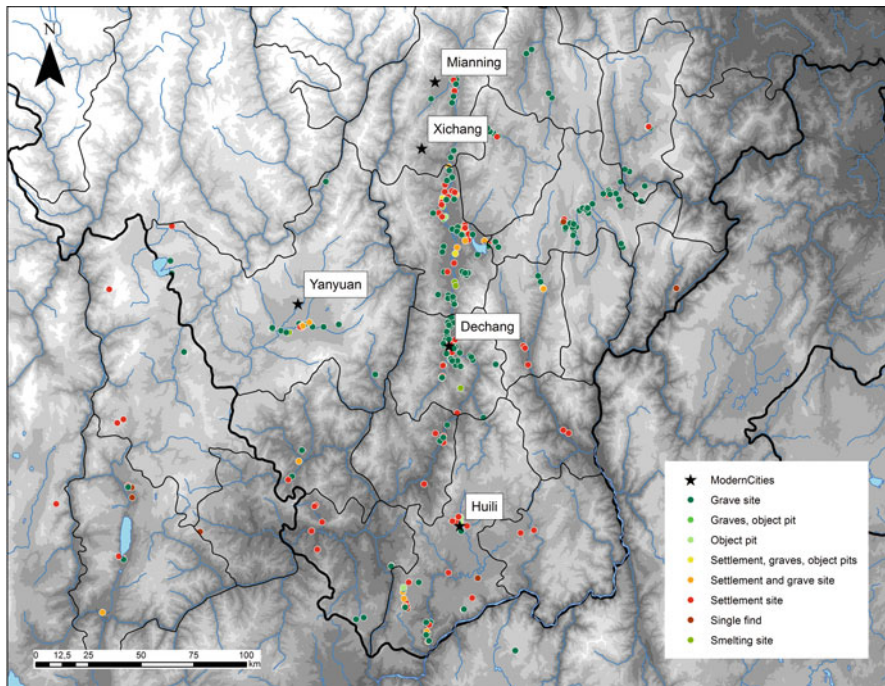 N
Mianning
Xichang
Yanyuan
Dechang
Huili
ModernCities
Grave site
Graves, object pit
Object pit
Settlement, graves, object pits
Settlement and grave site
Settlement site
Single find
Smelting site
0 12,5 25 50 75 100
km